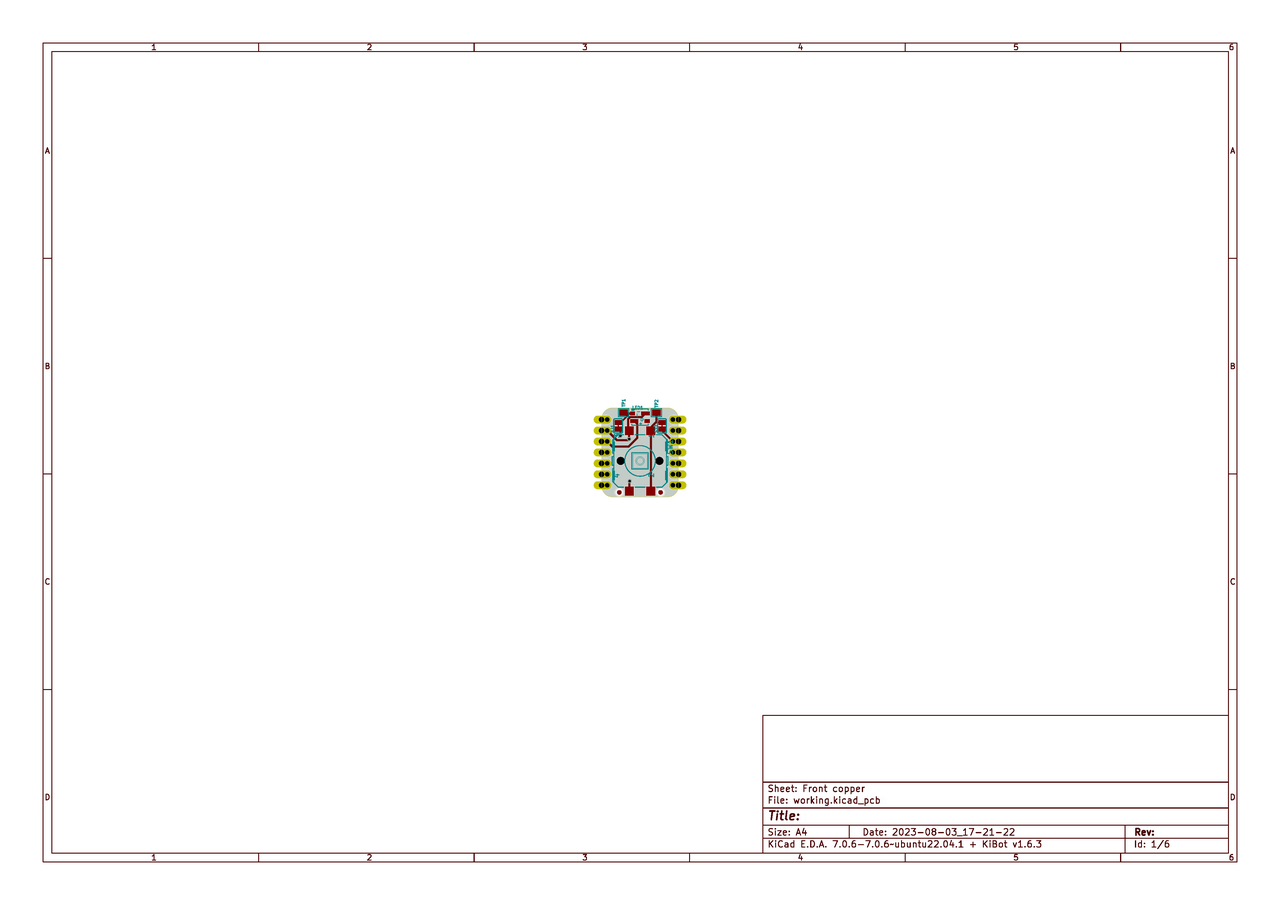 1 2 3 4 5 6
A A
B B
TP1 TP2
C C
D D
Sheet: Front copper
File: working.kicad_pcb
Title:
Size: A4 Date: 2023-08-03_17-21-22 Rev:
KiCad E.D.A. 7.0.6-7.0.6~ubuntu22.04.1 + KiBot v1.6.3 Id: 1/6
1 2 3 4 5 6